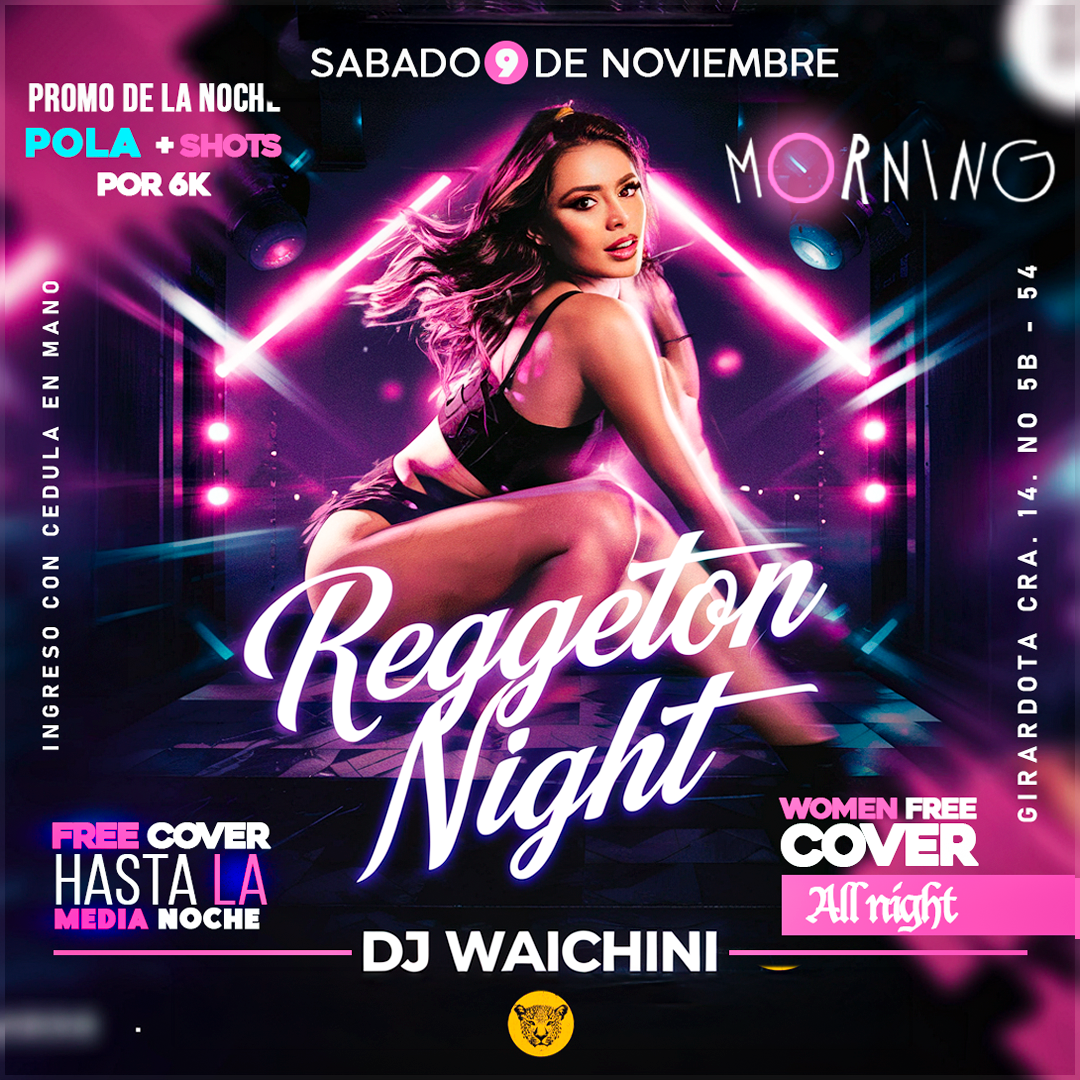 SABADO 9 DE NOVIEMBRE
PROMO DE LA NOCHE
POLA + SHOTS
POR 6K
MORNING
INGRESO CON CEDULA EN MANO
GIRARDOTA CRA. 14. NO 5B - 54
Reggeton
Night
FREE COVER
HASTA LA
MEDIA NOCHE
WOMEN FREE
COVER
All night
DJ WAICHINI